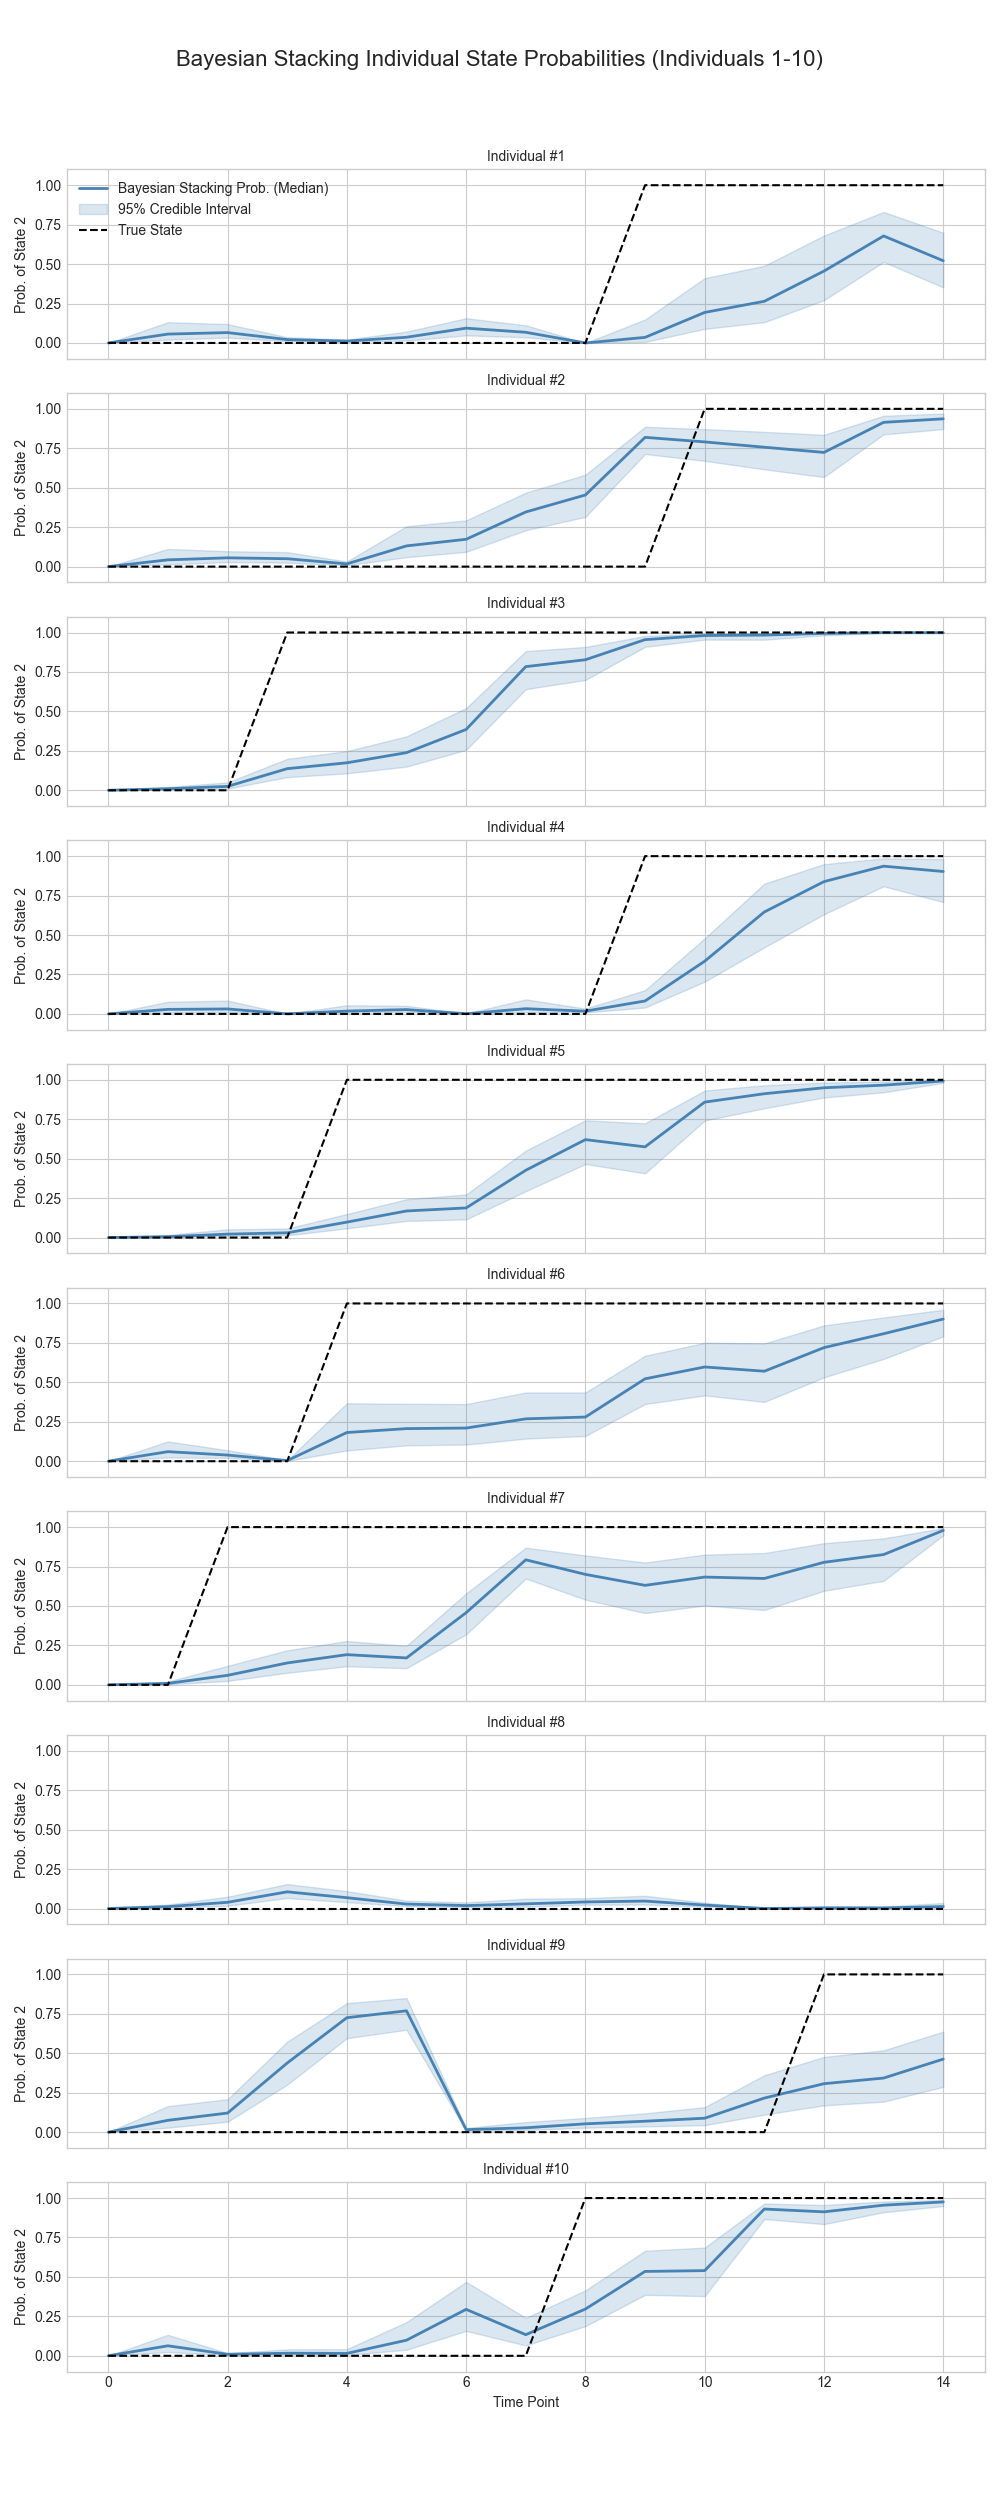 Bayesian Stacking Individual State Probabilities (Individuals 1-10)
Individual #1
Prob. of State 2
1.00
0.75
0.50
0.25
0.00
Bayesian Stacking Prob. (Median)
95% Credible Interval
True State
Individual #2
Prob. of State 2
1.00
0.75
0.50
0.25
0.00
Individual #3
Prob. of State 2
1.00
0.75
0.50
0.25
0.00
Individual #4
Prob. of State 2
1.00
0.75
0.50
0.25
0.00
Individual #5
Prob. of State 2
1.00
0.75
0.50
0.25
0.00
Individual #6
Prob. of State 2
1.00
0.75
0.50
0.25
0.00
Individual #7
Prob. of State 2
1.00
0.75
0.50
0.25
0.00
Individual #8
Prob. of State 2
1.00
0.75
0.50
0.25
0.00
Individual #9
Prob. of State 2
1.00
0.75
0.50
0.25
0.00
Individual #10
Prob. of State 2
1.00
0.75
0.50
0.25
0.00
0 2 4 6 8 10 12 14
Time Point